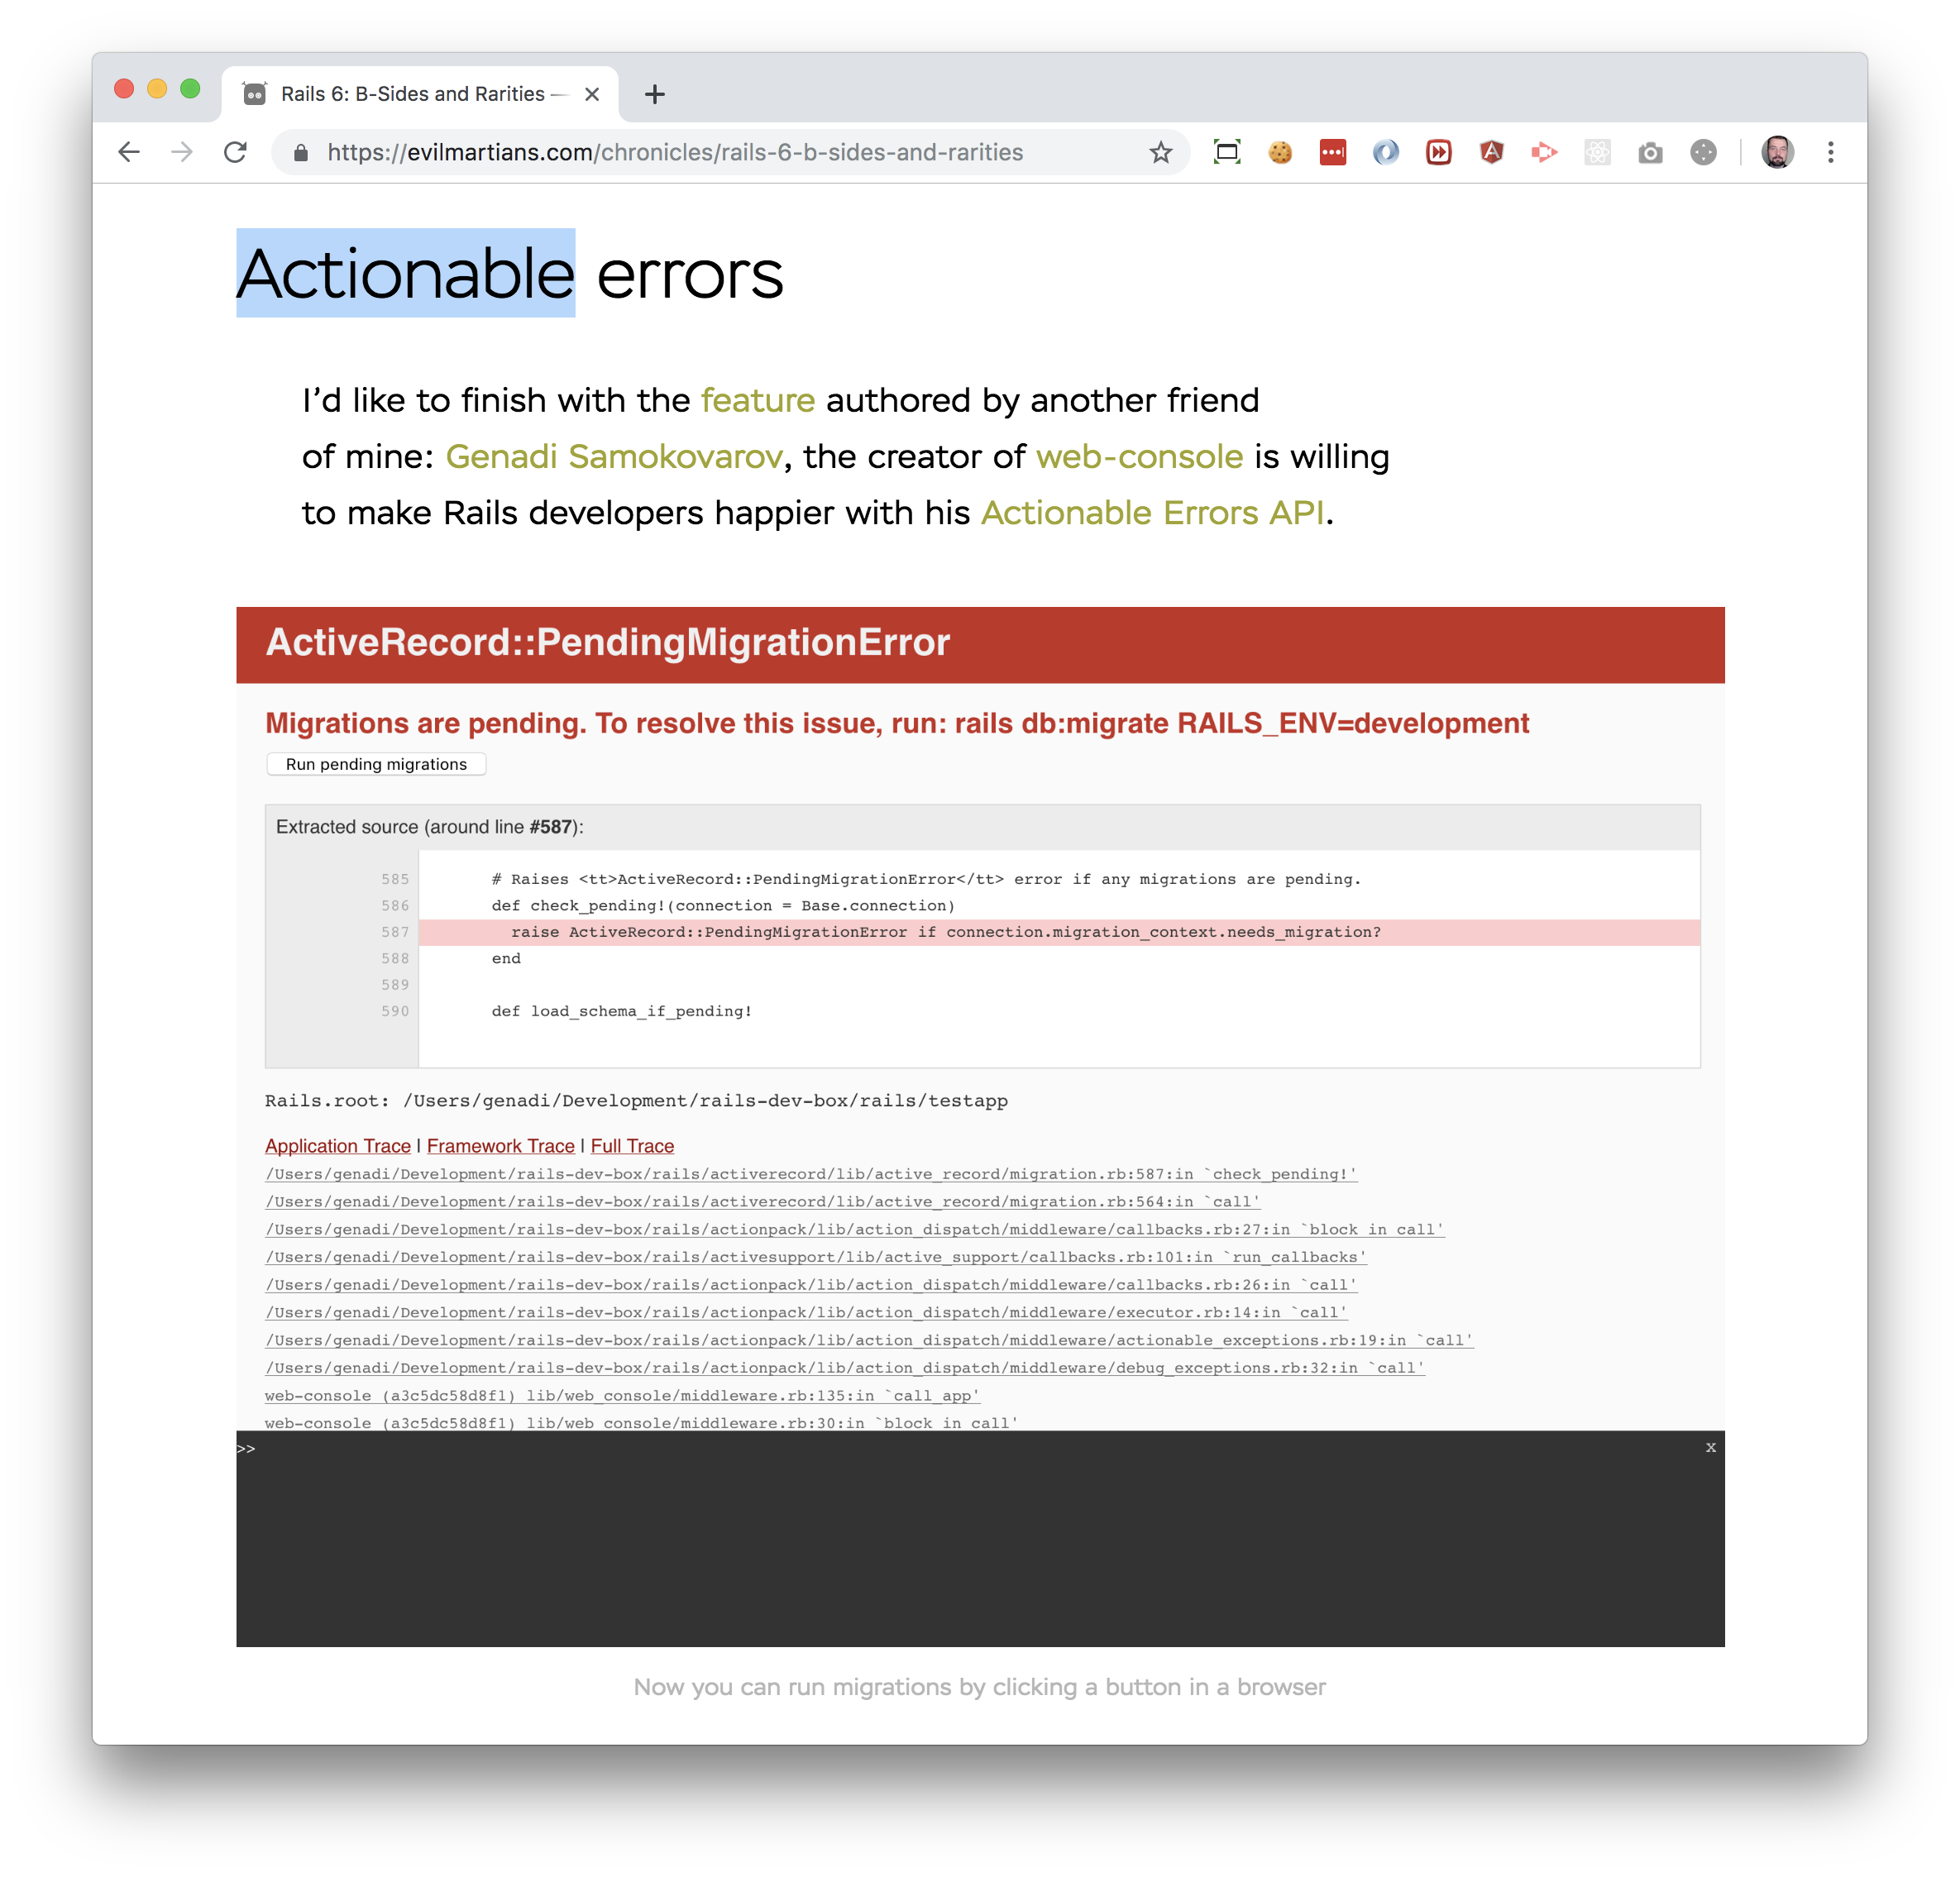 Rails 6: B-Sides and Rarities —
https://evilmartians.com/chronicles/rails-6-b-sides-and-rarities
Actionable errors
I’d like to finish with the feature authored by another friend
of mine: Genadi Samokovarov, the creator of web-console is willing
to make Rails developers happier with his Actionable Errors API.
ActiveRecord::PendingMigrationError
Migrations are pending. To resolve this issue, run: rails db:migrate RAILS_ENV=development
Run pending migrations
Extracted source (around line #587):
585 # Raises <tt>ActiveRecord::PendingMigrationError</tt> error if any migrations are pending.
586 def check_pending!(connection = Base.connection)
587 raise ActiveRecord::PendingMigrationError if connection.migration_context.needs_migration?
588 end
589
590 def load_schema_if_pending!
Rails.root: /Users/genadi/Development/rails-dev-box/rails/testapp
Application Trace | Framework Trace | Full Trace
/Users/genadi/Development/rails-dev-box/rails/activerecord/lib/active_record/migration.rb:587:in `check_pending!'
/Users/genadi/Development/rails-dev-box/rails/activerecord/lib/active_record/migration.rb:564:in `call'
/Users/genadi/Development/rails-dev-box/rails/actionpack/lib/action_dispatch/middleware/callbacks.rb:27:in `block in call'
/Users/genadi/Development/rails-dev-box/rails/activesupport/lib/active_support/callbacks.rb:101:in `run_callbacks'
/Users/genadi/Development/rails-dev-box/rails/actionpack/lib/action_dispatch/middleware/callbacks.rb:26:in `call'
/Users/genadi/Development/rails-dev-box/rails/actionpack/lib/action_dispatch/middleware/executor.rb:14:in `call'
/Users/genadi/Development/rails-dev-box/rails/actionpack/lib/action_dispatch/middleware/actionable_exceptions.rb:19:in `call'
/Users/genadi/Development/rails-dev-box/rails/actionpack/lib/action_dispatch/middleware/debug_exceptions.rb:32:in `call'
web-console (a3c5dc58d8f1) lib/web_console/middleware.rb:135:in `call_app'
web-console (a3c5dc58d8f1) lib/web_console/middleware.rb:30:in `block in call'
>> x
Now you can run migrations by clicking a button in a browser